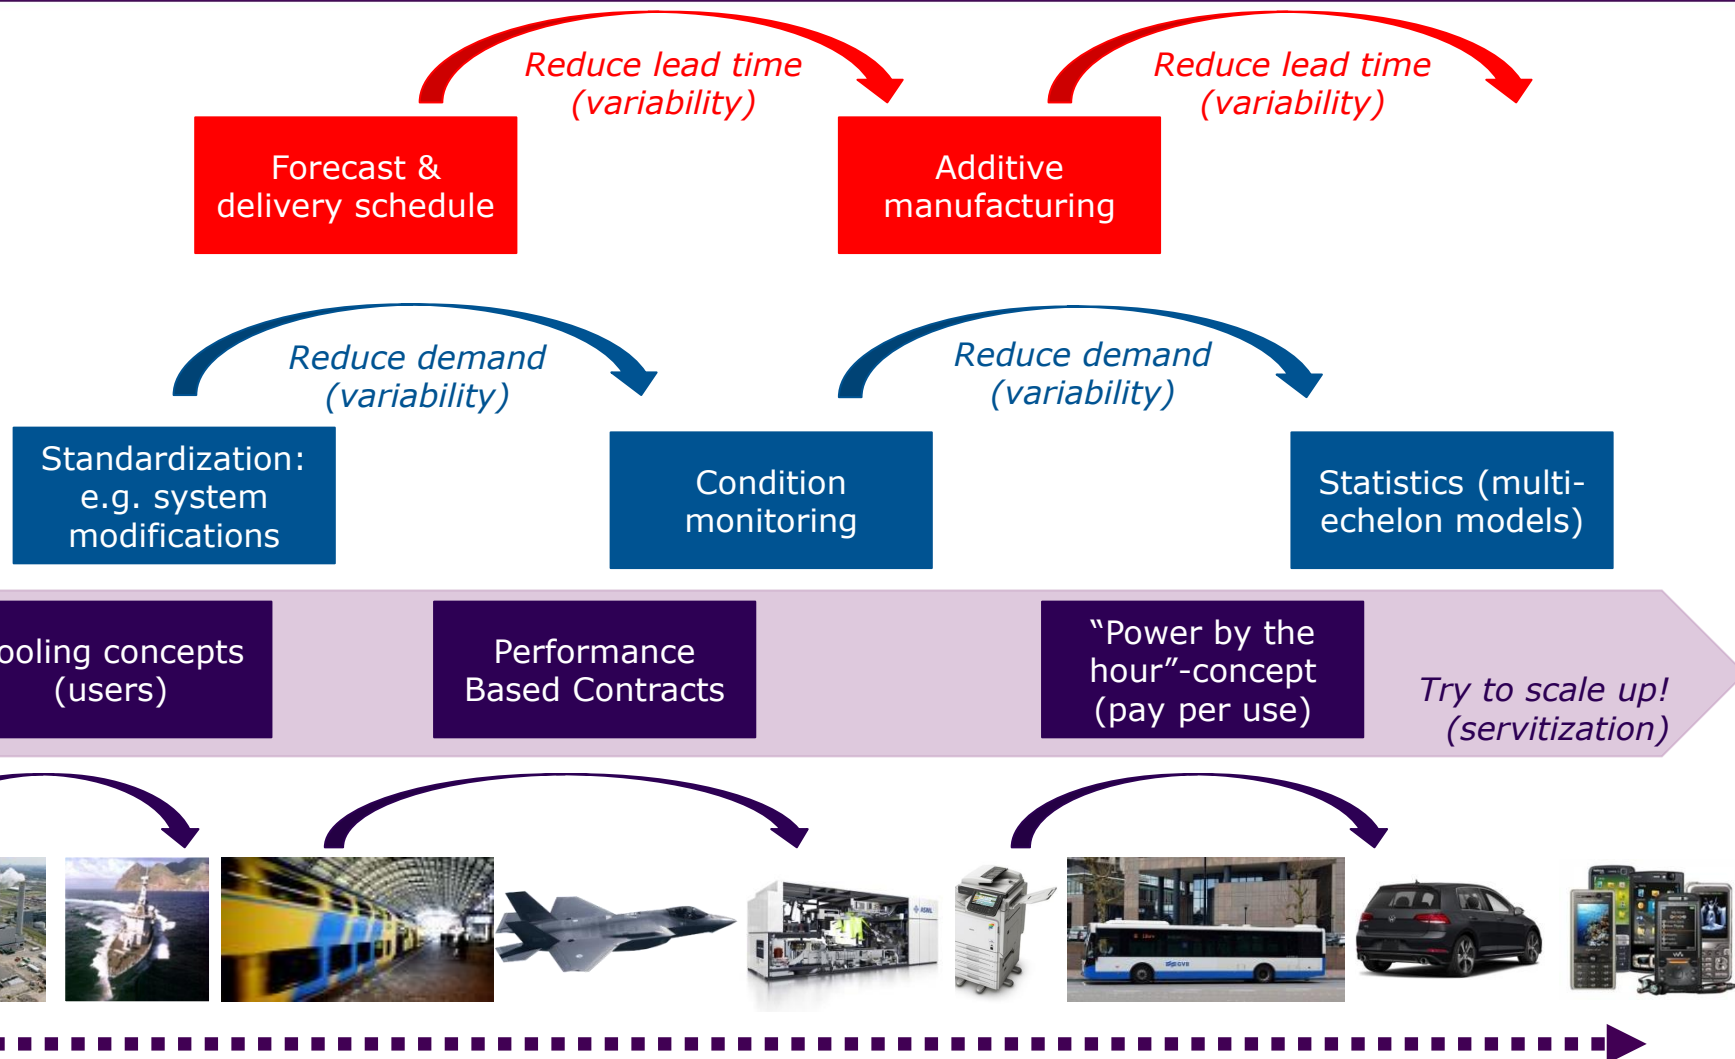 Reduce lead time
(variability)
Reduce lead time
(variability)
Forecast &
delivery schedule
Additive
manufacturing
Reduce demand
(variability)
Reduce demand
(variability)
Standardization:
e.g. system
modifications
Condition
monitoring
Statistics (multi-
echelon models)
ooling concepts
(users)
Performance
Based Contracts
“Power by the
hour”-concept
(pay per use)
Try to scale up!
(servitization)
ASML
GVB